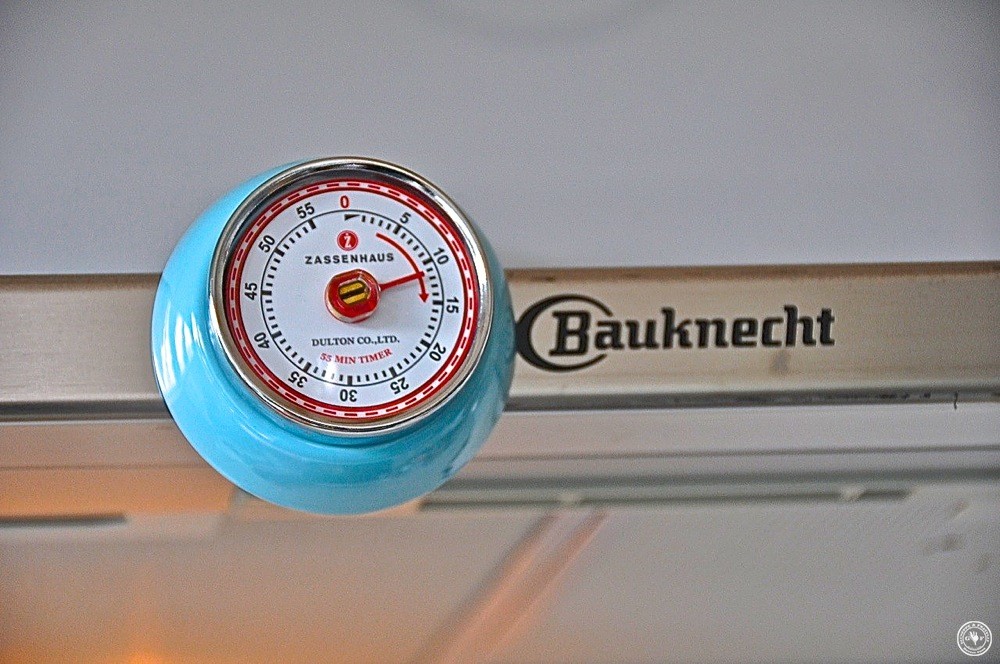 0
5
10
15
20
25
30
35
40
45
50
55
Z
ZASSENHAUS
DULTON CO.,LTD.
55 MIN TIMER
Bauknecht